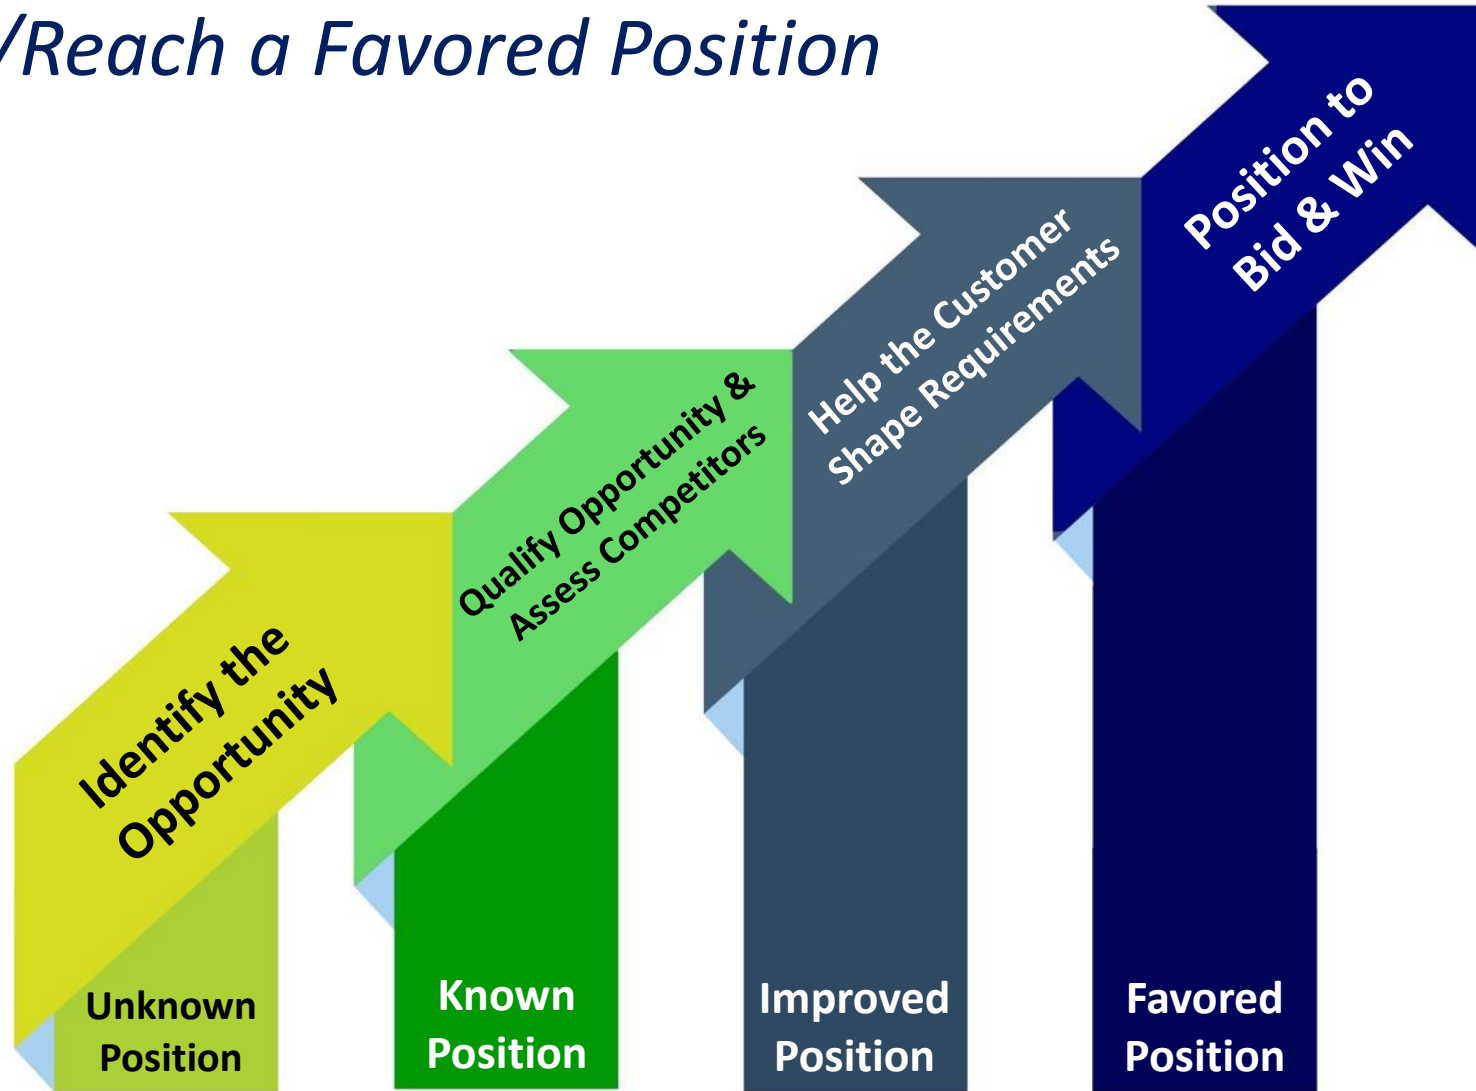 /Reach a Favored Position
Identify the
Opportunity
Qualify Opportunity &
Assess Competitors
Help the Customer
Shape Requirements
Position to
Bid & Win
Unknown
Position
Known
Position
Improved
Position
Favored
Position